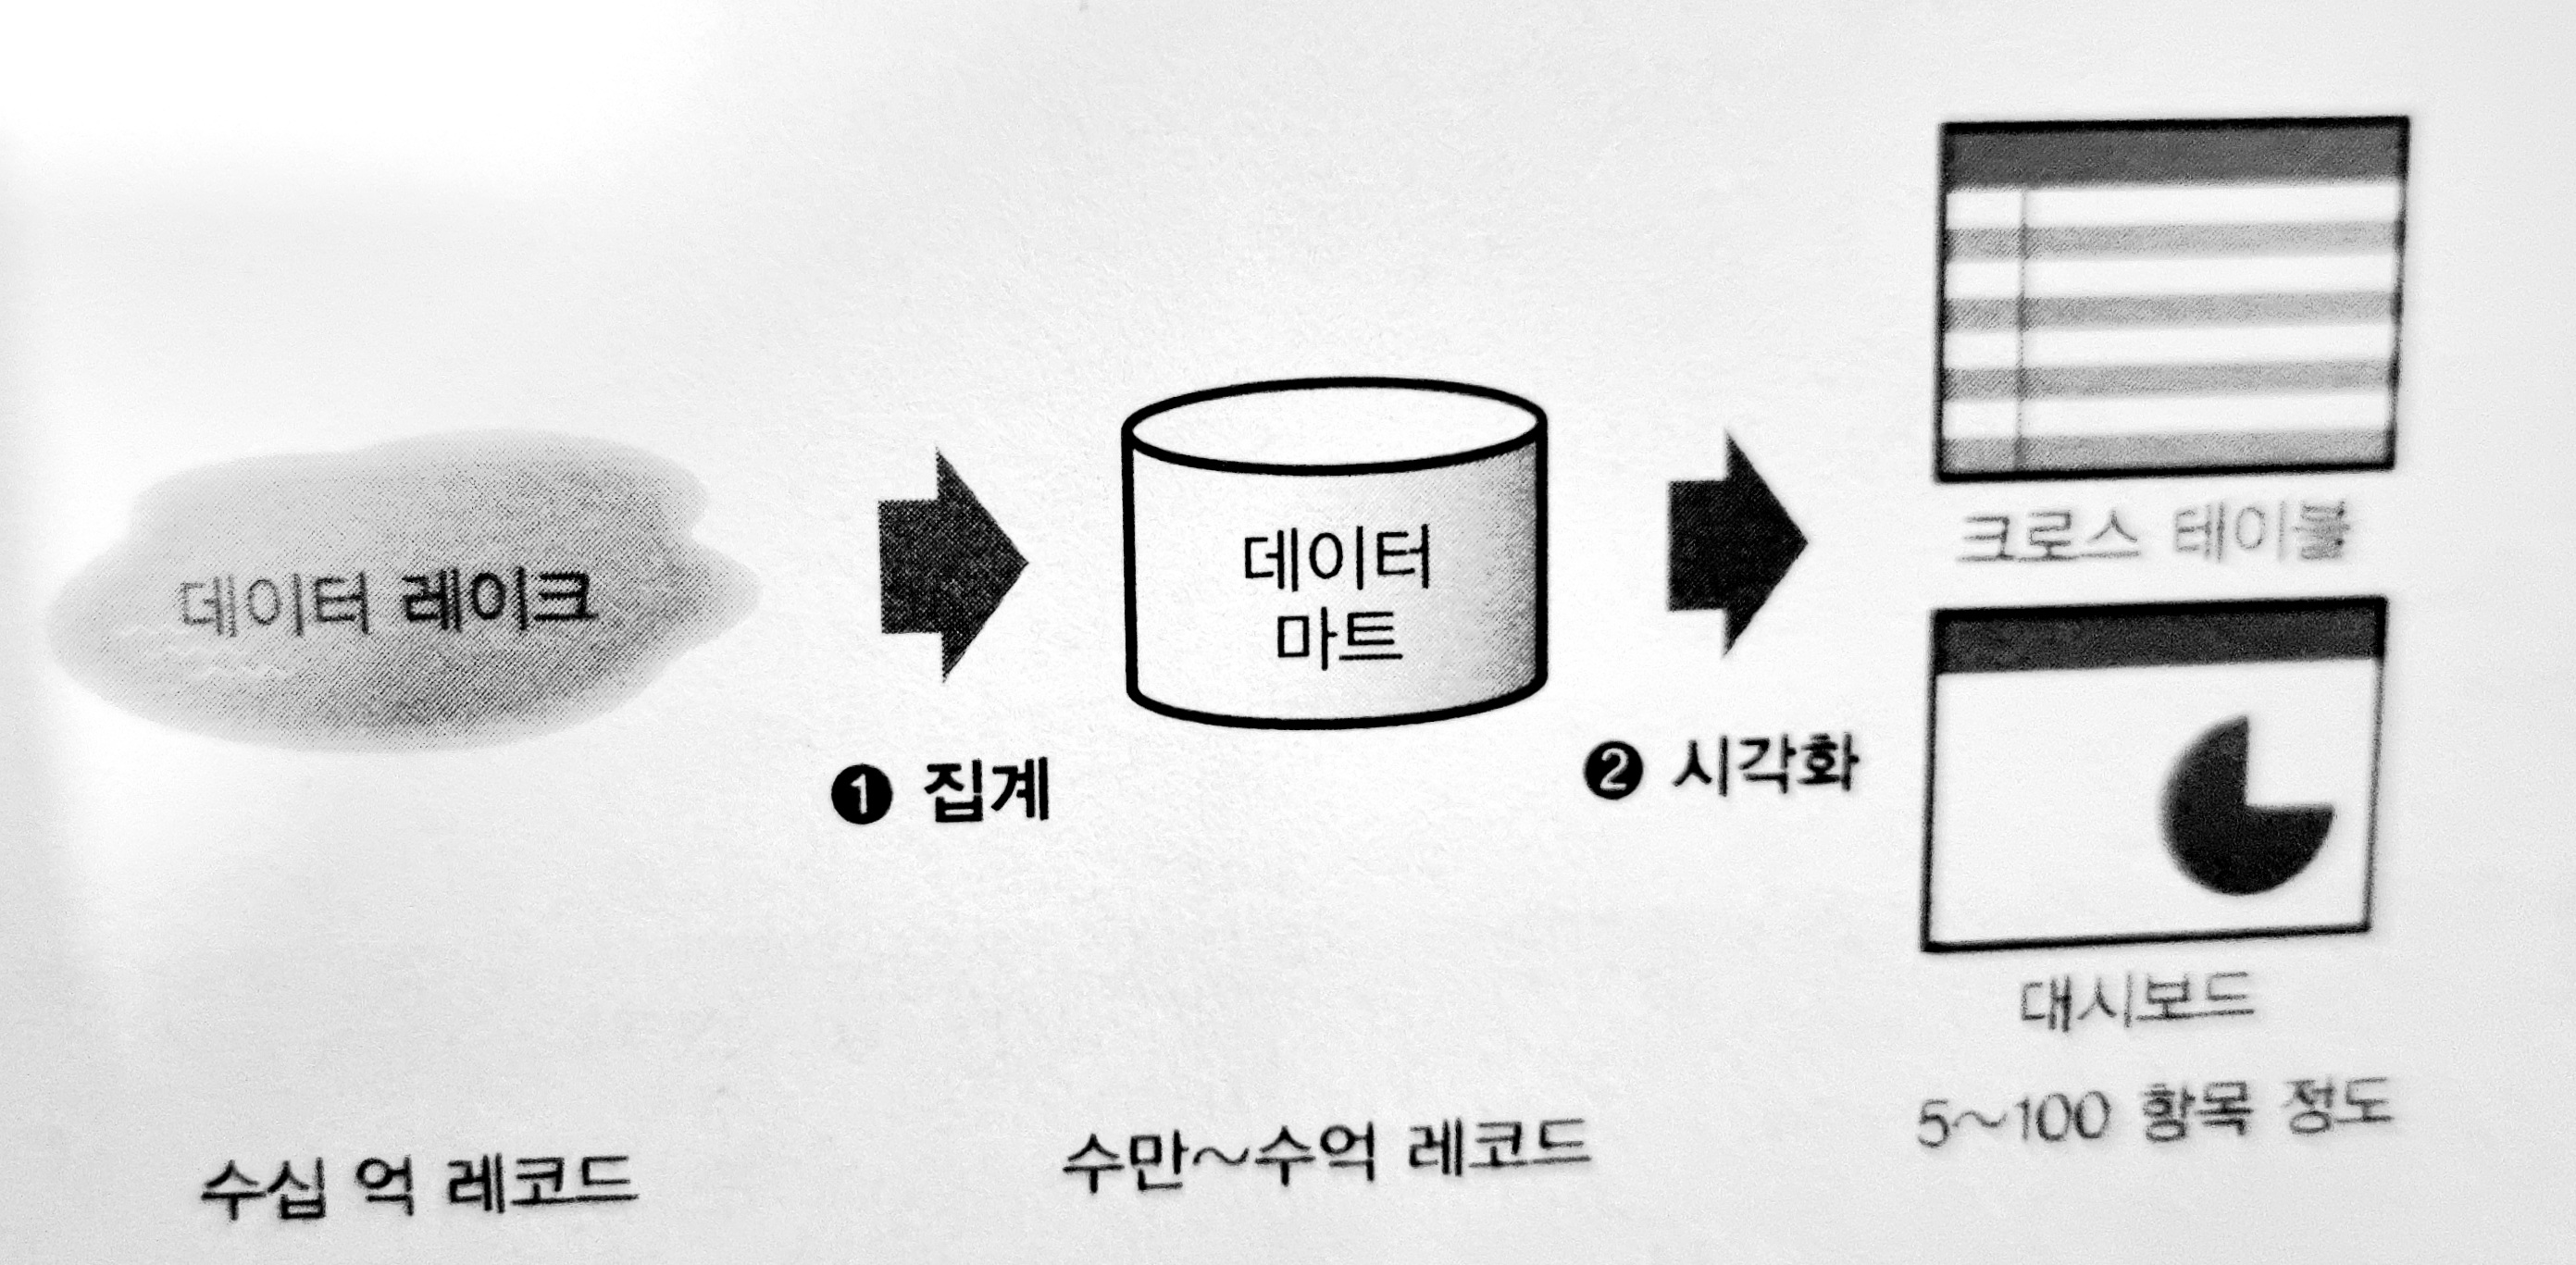 데이터 레이크
❶ 집계
데이터
마트
❷ 시각화
크로스 테이블
대시보드
수십 억 레코드
수만~수억 레코드
5~100 항목 정도